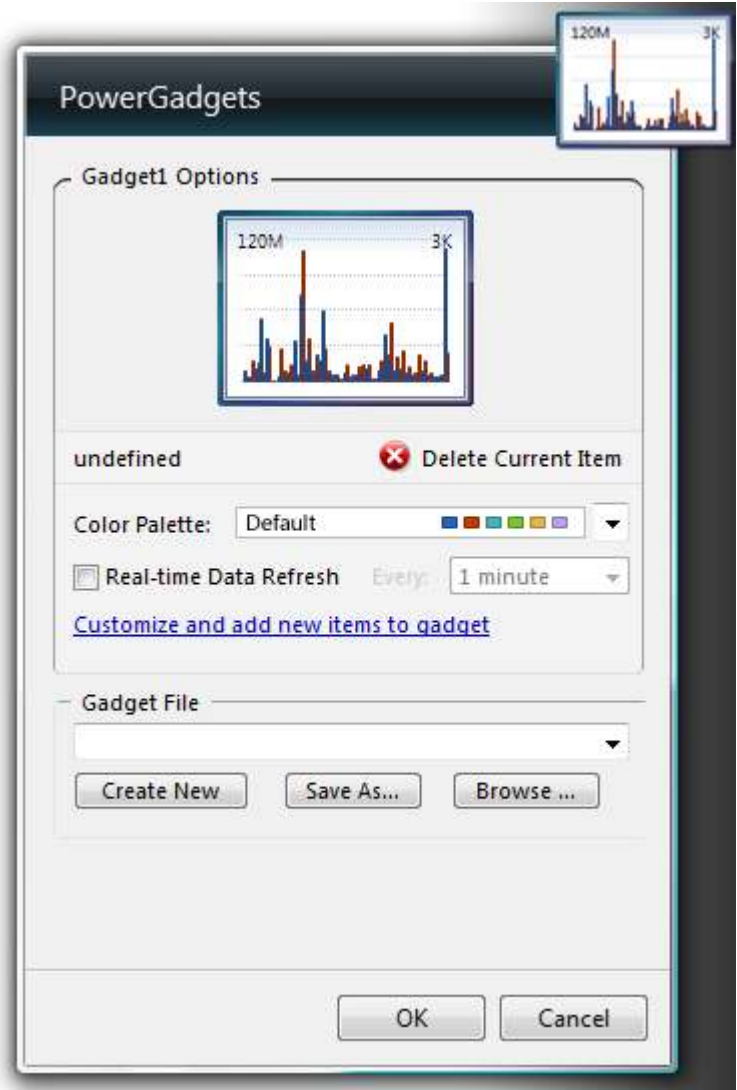 120M 3K
PowerGadgets
Gadget1 Options
120M 3K
undefined Delete Current Item
Color Palette: Default
Real-time Data Refresh Every: 1 minute
Customize and add new items to gadget
Gadget File
Create New Save As... Browse ...
OK Cancel